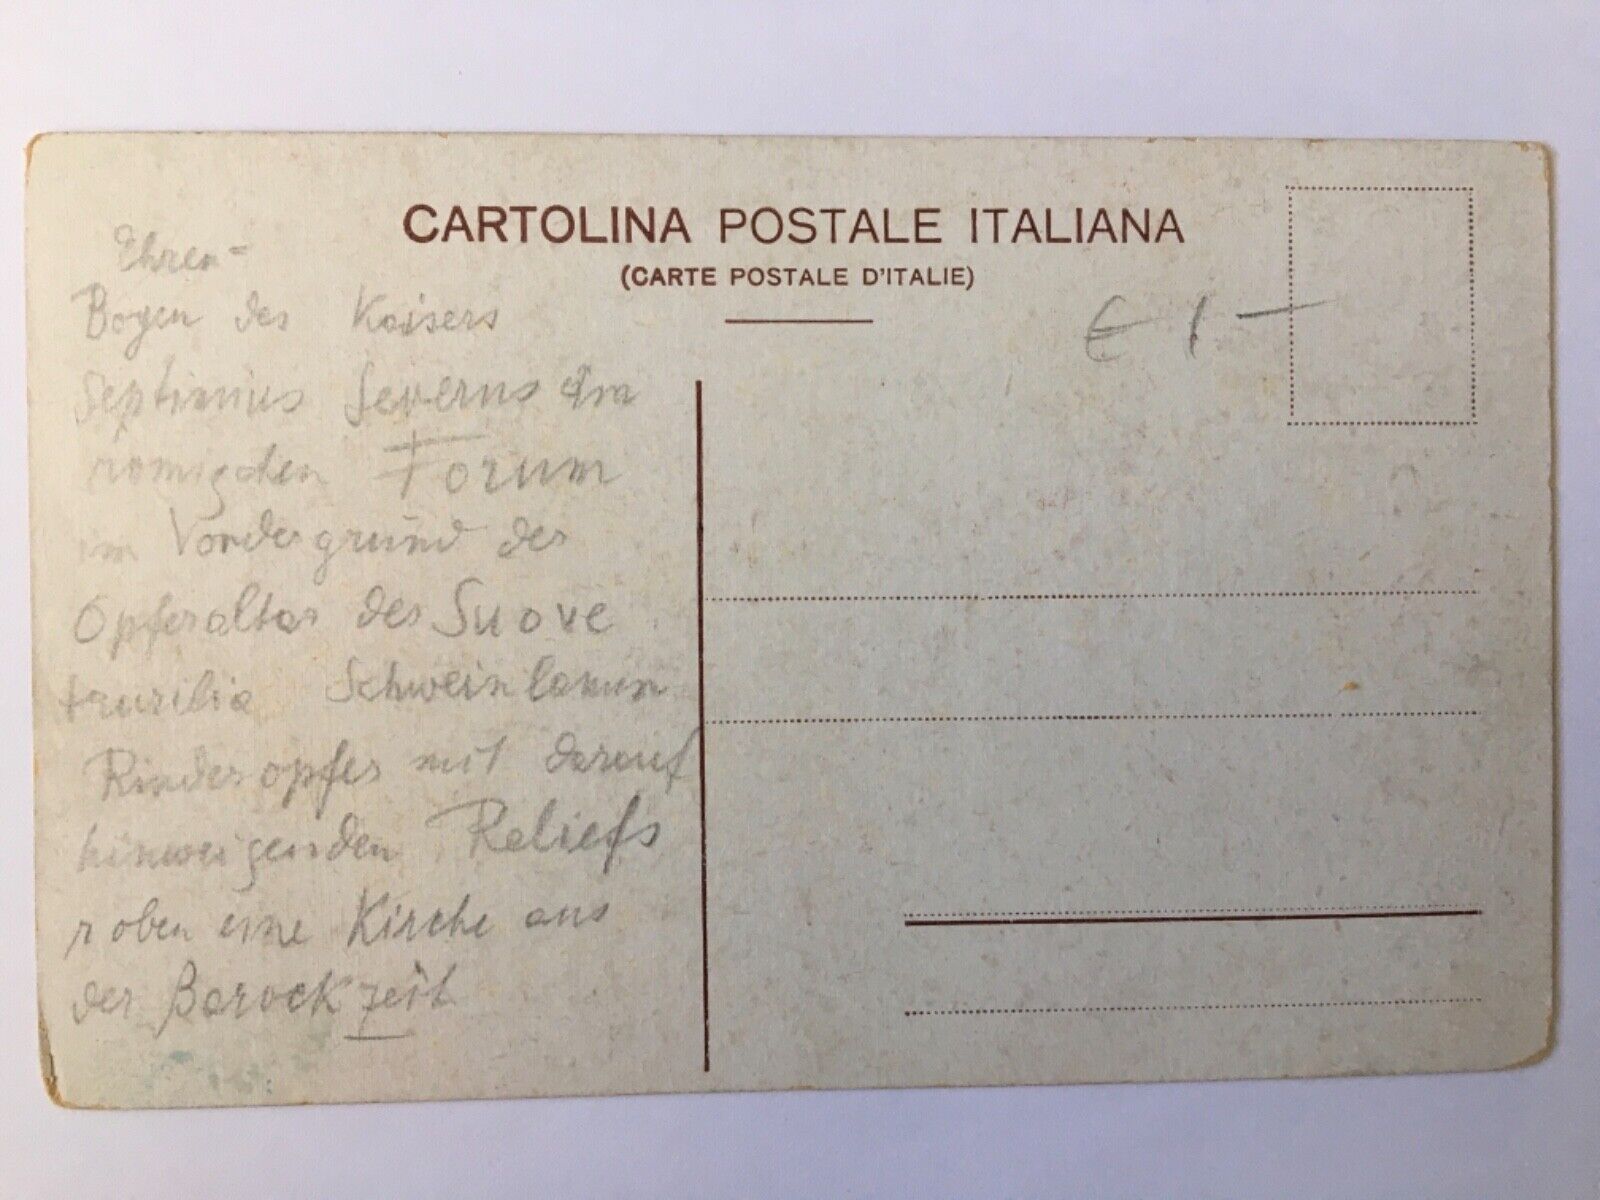 CARTOLINA POSTALE ITALIANA
(CARTE POSTALE D'ITALIE)
€ 1 –
Ehren=
Bogen des Kaisers
Septimius Severus am
römischen Forum
im Vordergrund der
Opferaltar des Suove
taurilia Schwein
Rinderopfer mit darauf
hinweisenden Reliefs
oben eine Kirche aus
der Barockzeit